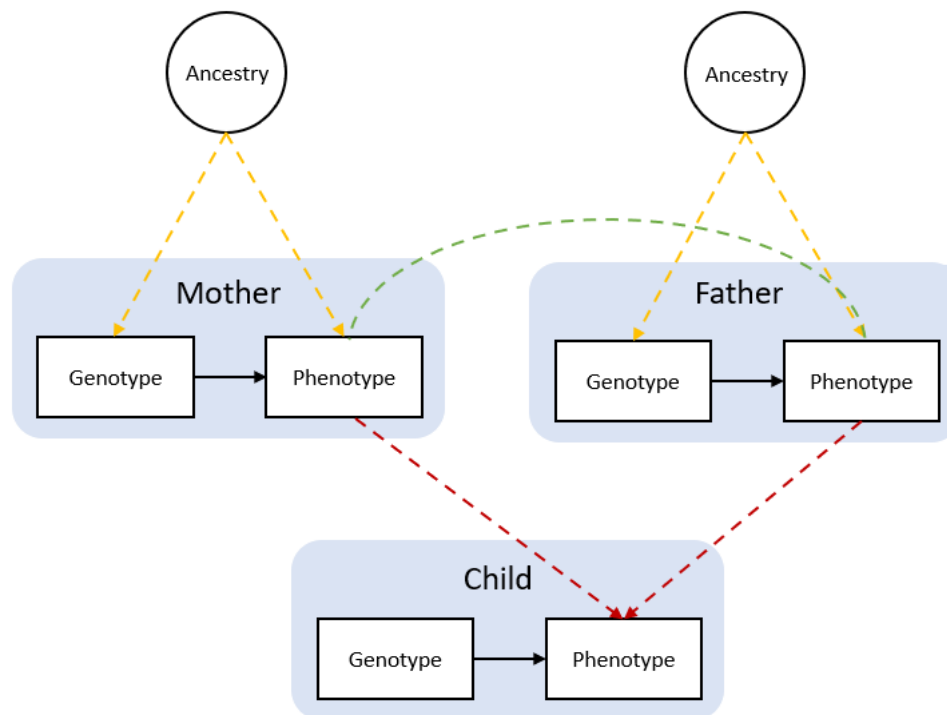 Ancestry
Ancestry
Mother
Father
Genotype
Phenotype
Genotype
Phenotype
Child
Genotype
Phenotype